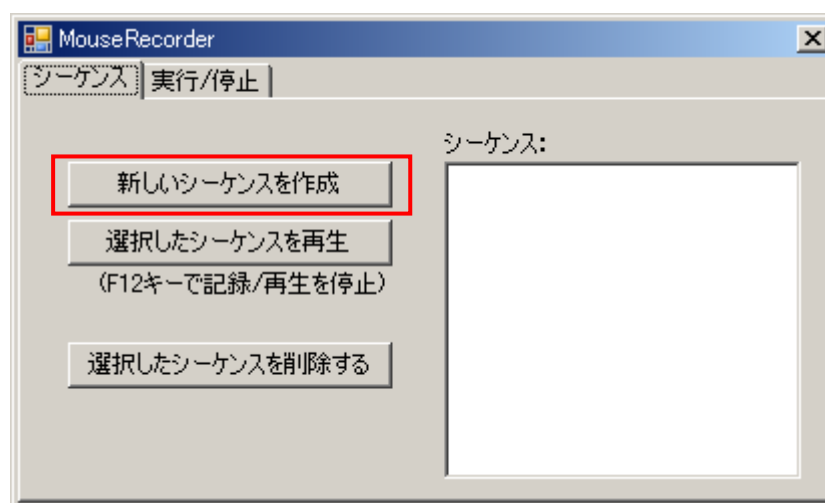 MouseRecorder
シーケンス 実行/停止
シーケンス:
新しいシーケンスを作成
選択したシーケンスを再生
(F12キーで記録/再生を停止)
選択したシーケンスを削除する